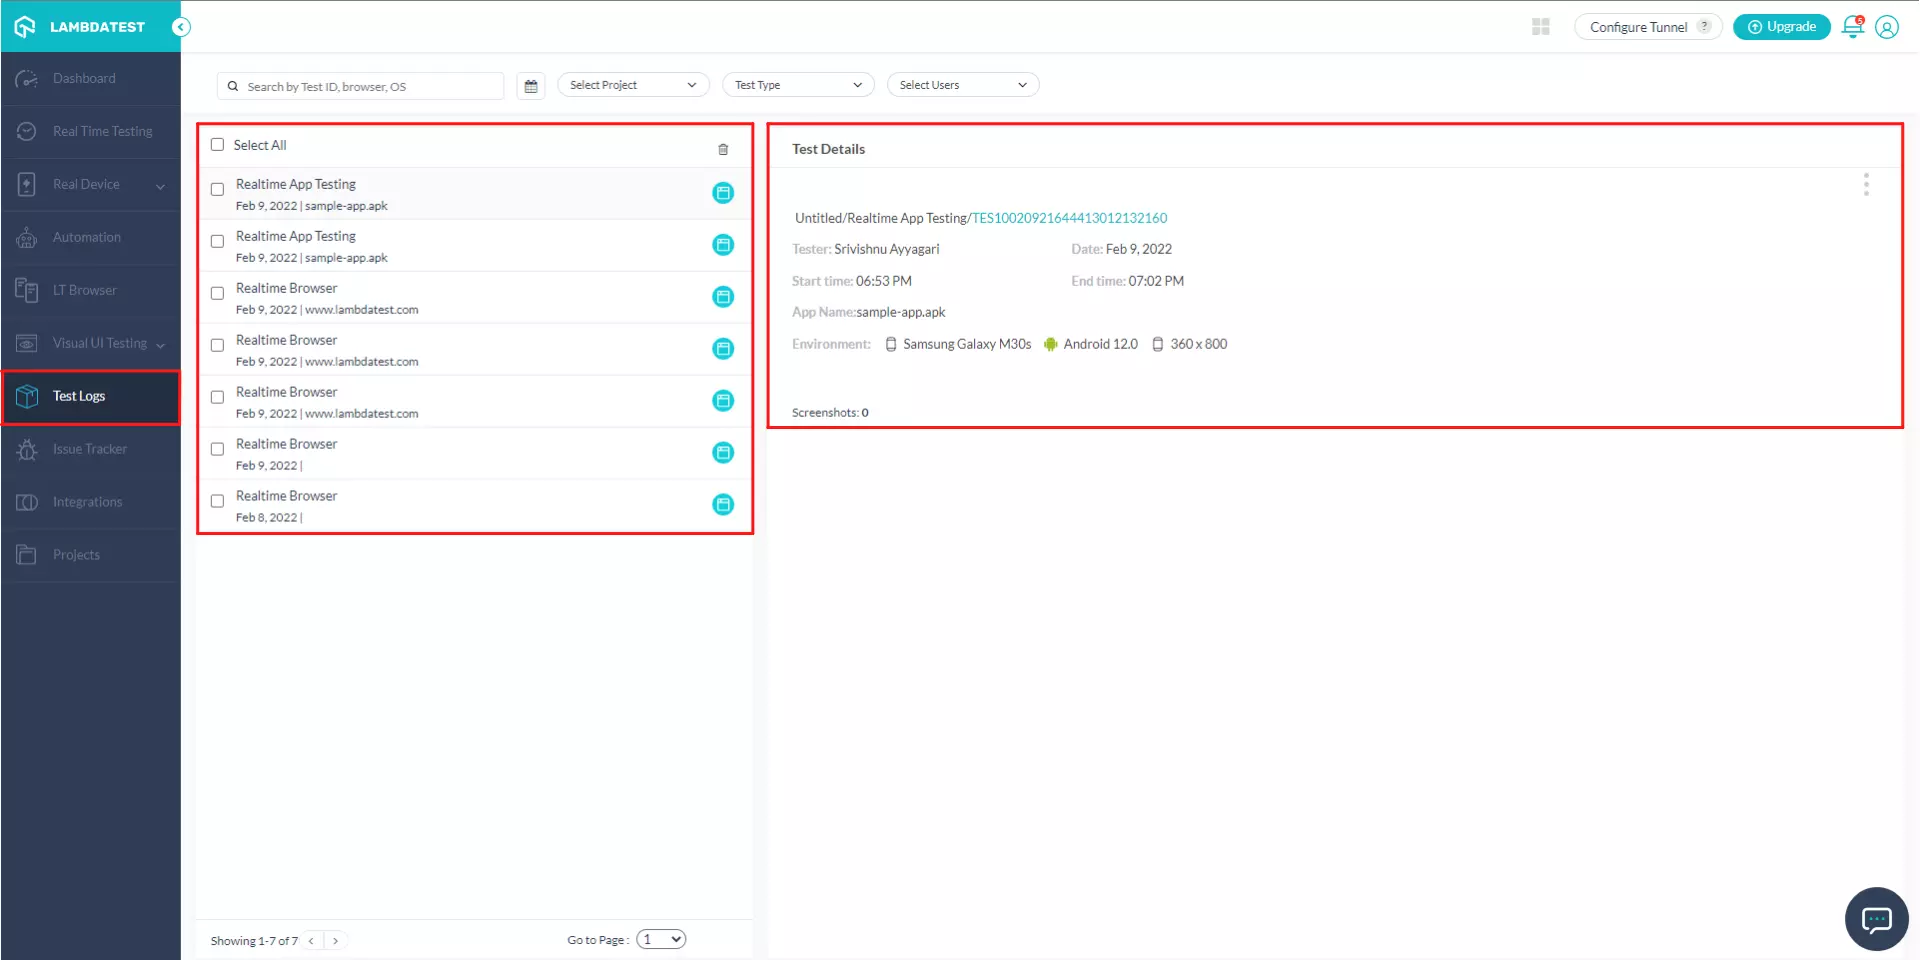 LAMBDATEST
Configure Tunnel ?
Upgrade
5
Dashboard
Real Time Testing
Real Device
Automation
LT Browser
Visual UI Testing
Test Logs
Issue Tracker
Integrations
Projects
Search by Test ID, browser, OS
Select Project
Test Type
Select Users
Select All
Realtime App Testing
Feb 9, 2022 | sample-app.apk
Realtime App Testing
Feb 9, 2022 | sample-app.apk
Realtime Browser
Feb 9, 2022 | www.lambdatest.com
Realtime Browser
Feb 9, 2022 | www.lambdatest.com
Realtime Browser
Feb 9, 2022 | www.lambdatest.com
Realtime Browser
Feb 9, 2022 |
Realtime Browser
Feb 8, 2022 |
Showing 1-7 of 7 < >
Go to Page : 1
Test Details
Untitled/Realtime App Testing/TES10020921644413012132160
Tester: Srivishnu Ayyagari
Date: Feb 9, 2022
Start time: 06:53 PM
End time: 07:02 PM
App Name:sample-app.apk
Environment: Samsung Galaxy M30s Android 12.0 360 x 800
Screenshots: 0